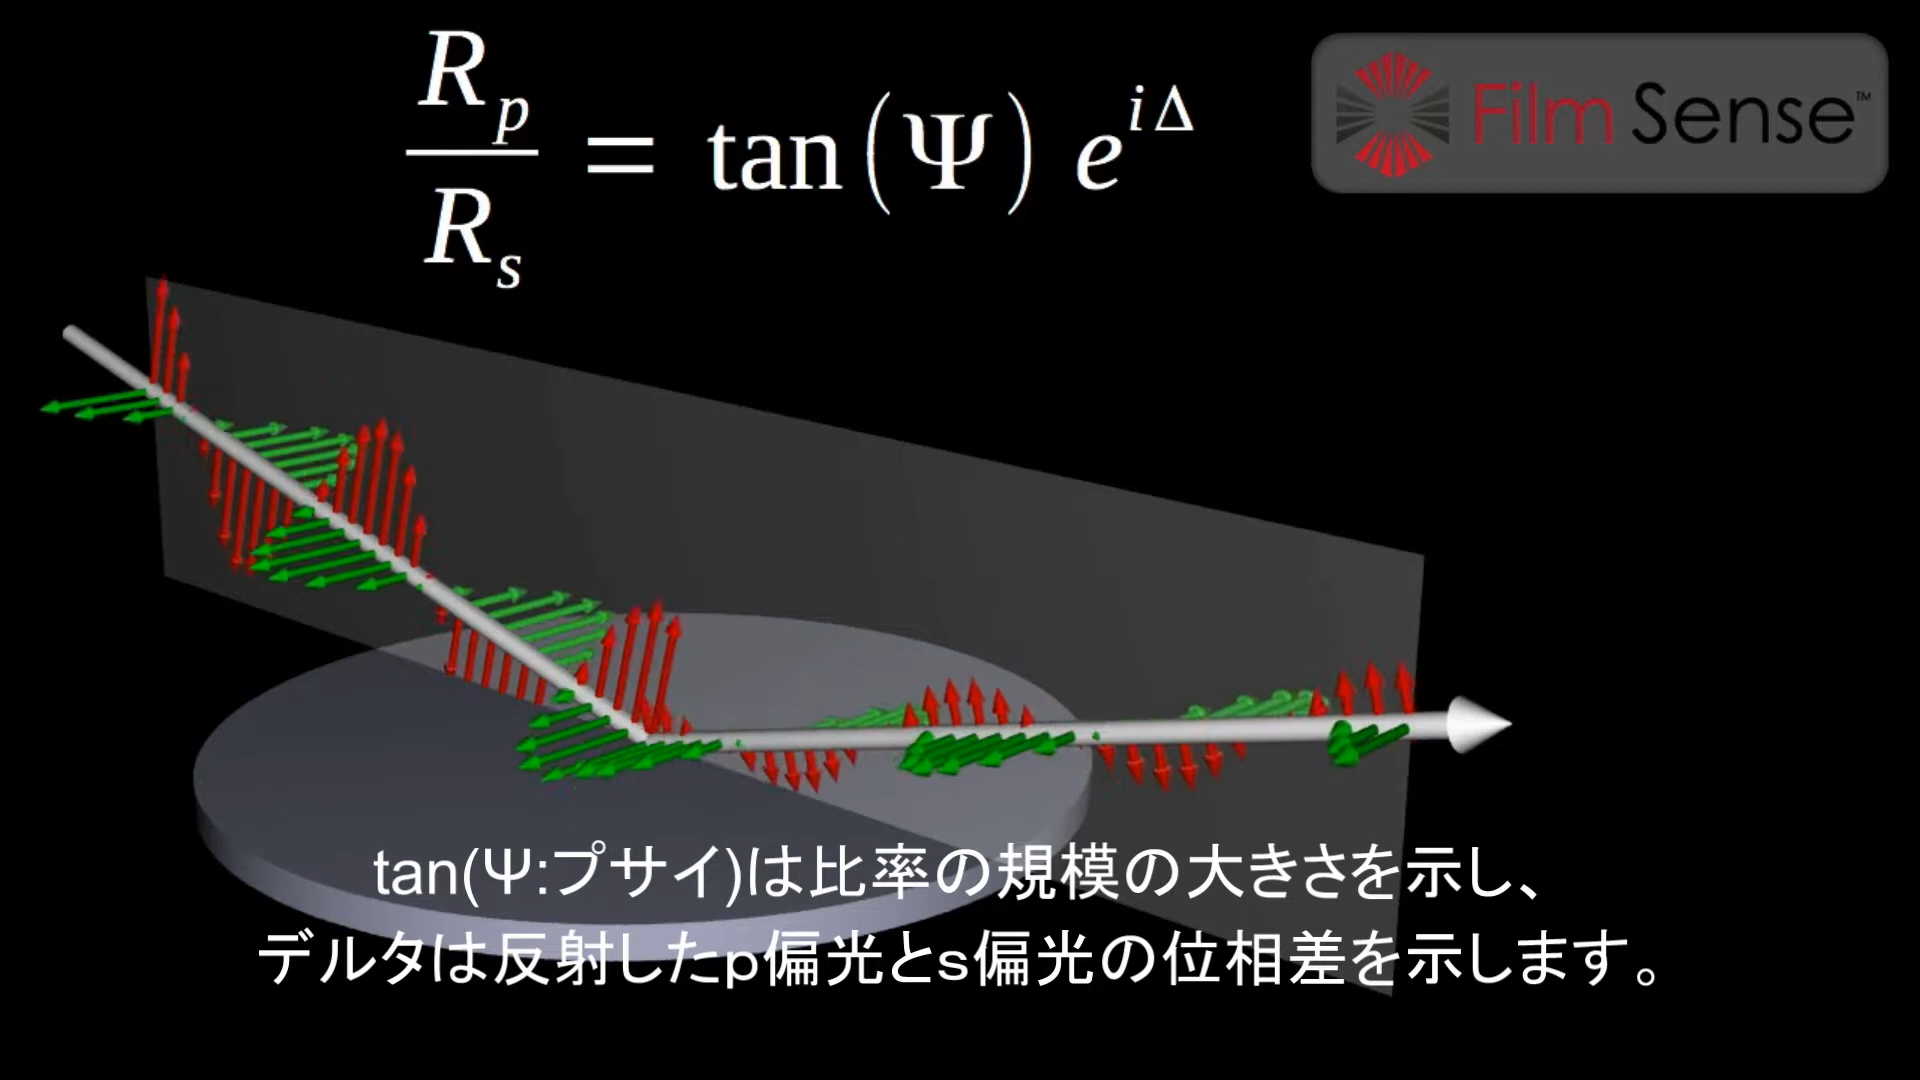 Rp
Rs
= tan(Ψ) e^{iΔ}
Film Sense™
tan(Ψ:プサイ)は比率の規模の大きさを示し、
デルタは反射したp偏光とs偏光の位相差を示します。